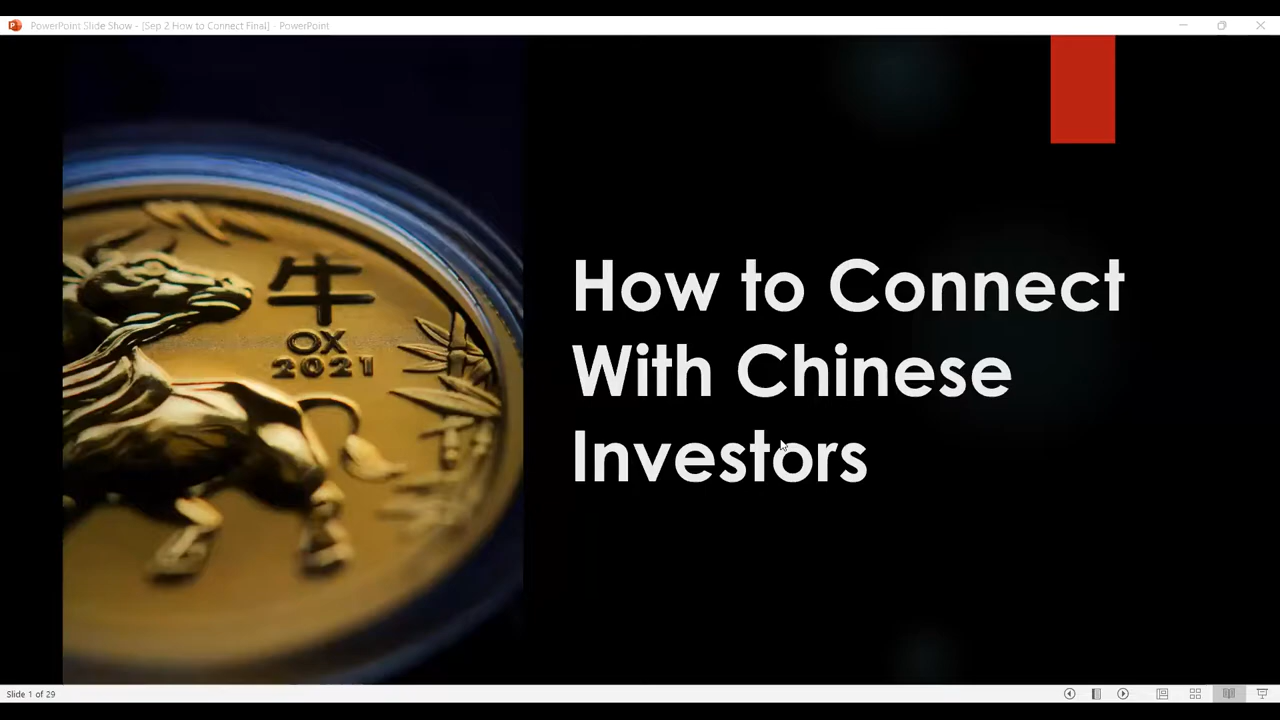 PowerPoint Slide Show - [Sep 2 How to Connect Final] - PowerPoint
牛
OX
2021
How to Connect
With Chinese
Investors
Slide 1 of 29